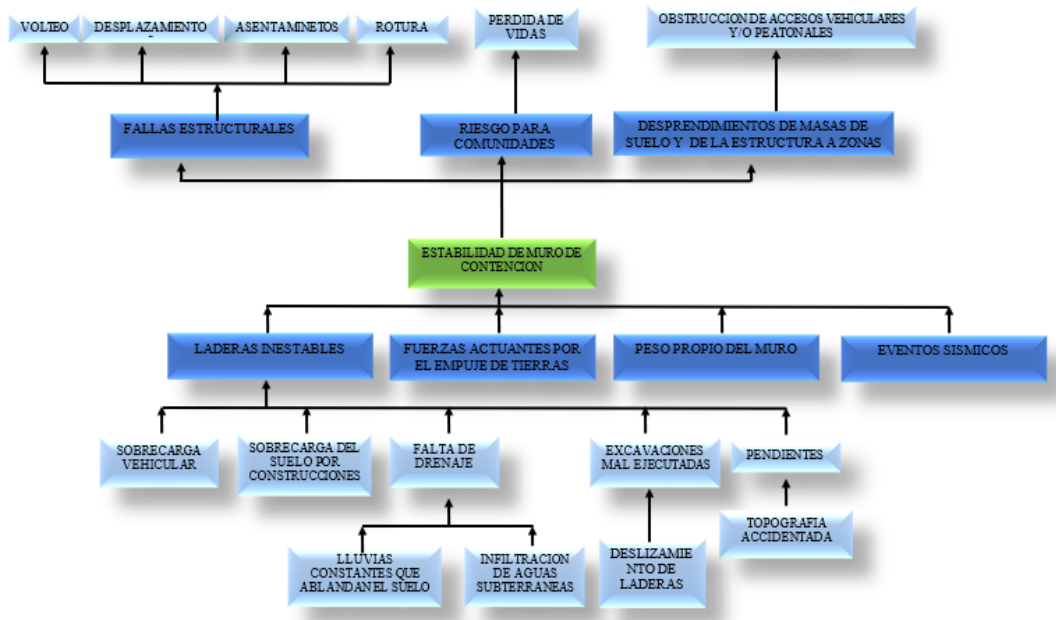 VOLTEO
DESPLAZAMIENTO
ASENTAMINETOS
ROTURA
PERDIDA DE
VIDAS
OBSTRUCCION DE ACCESOS VEHICULARES
Y/O PEATONALES
FALLAS ESTRUCTURALES
RIESGO PARA
COMUNIDADES
DESPRENDIMIENTOS DE MASAS DE
SUELO Y DE LA ESTRUCTURA A ZONAS
ESTABILIDAD DE MURO DE
CONTENCION
LADERAS INESTABLES
FUERZAS ACTUANTES POR
EL EMPUJE DE TIERRAS
PESO PROPIO DEL MURO
EVENTOS SISMICOS
SOBRECARGA
VEHICULAR
SOBRECARGA DEL
SUELO POR
CONSTRUCCIONES
FALTA DE
DRENAJE
EXCAVACIONES
MAL EJECUTADAS
PENDIENTES
LLUVIAS
CONSTANTES QUE
ABLANDAN EL SUELO
INFILTRACION
DE AGUAS
SUBTERRANEAS
DESLIZAMIE
NTO DE
LADERAS
TOPOGRAFIA
ACCIDENTADA